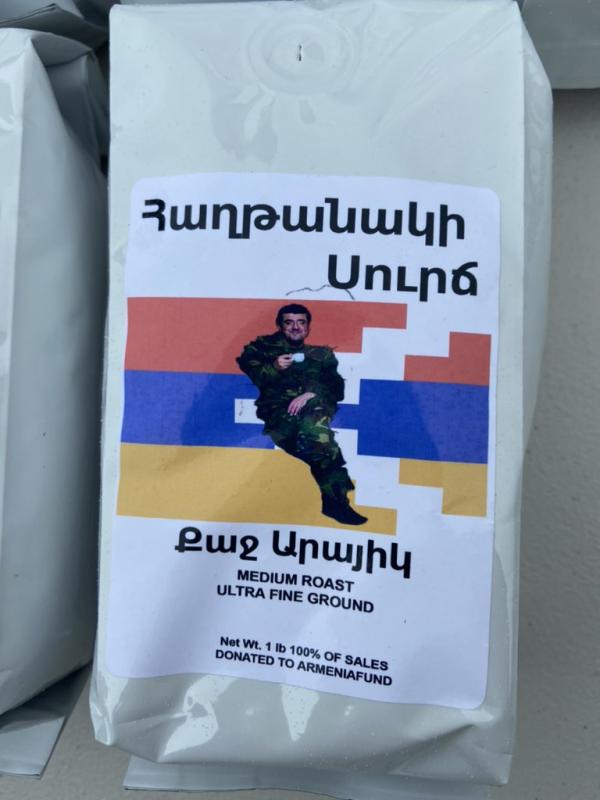 Հաղթանակի
Սուրճ
Քաջ Արայիկ
MEDIUM ROAST
ULTRA FINE GROUND
Net Wt. 1 lb 100% OF SALES
DONATED TO ARMENIAFUND